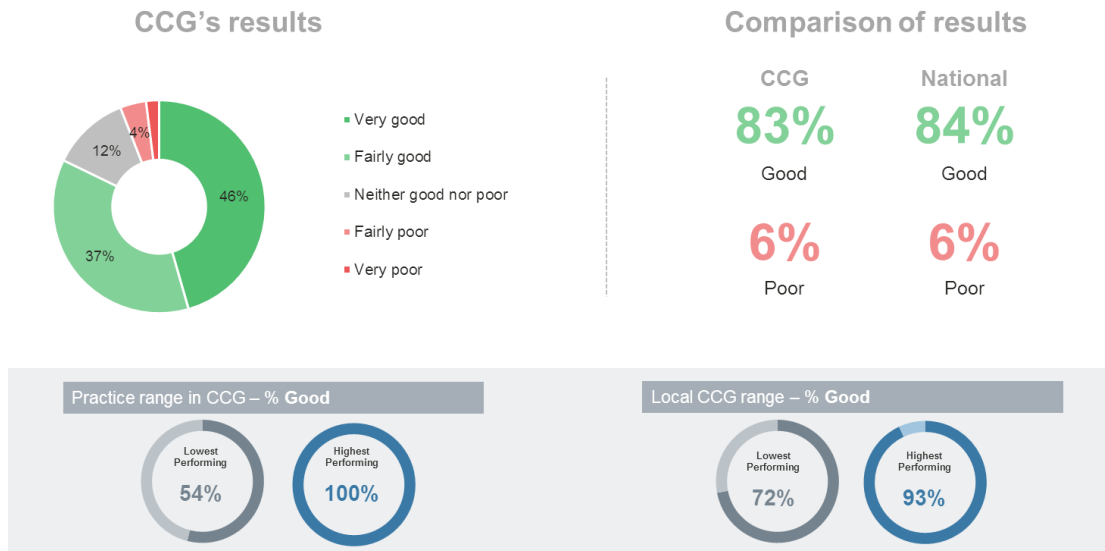 CCG's results
46%
37%
12%
4%
Very good
Fairly good
Neither good nor poor
Fairly poor
Very poor
Comparison of results
CCG National
83% 84%
Good Good
6% 6%
Poor Poor
Practice range in CCG – % Good
Lowest
Performing
54%
Highest
Performing
100%
Local CCG range – % Good
Lowest
Performing
72%
Highest
Performing
93%